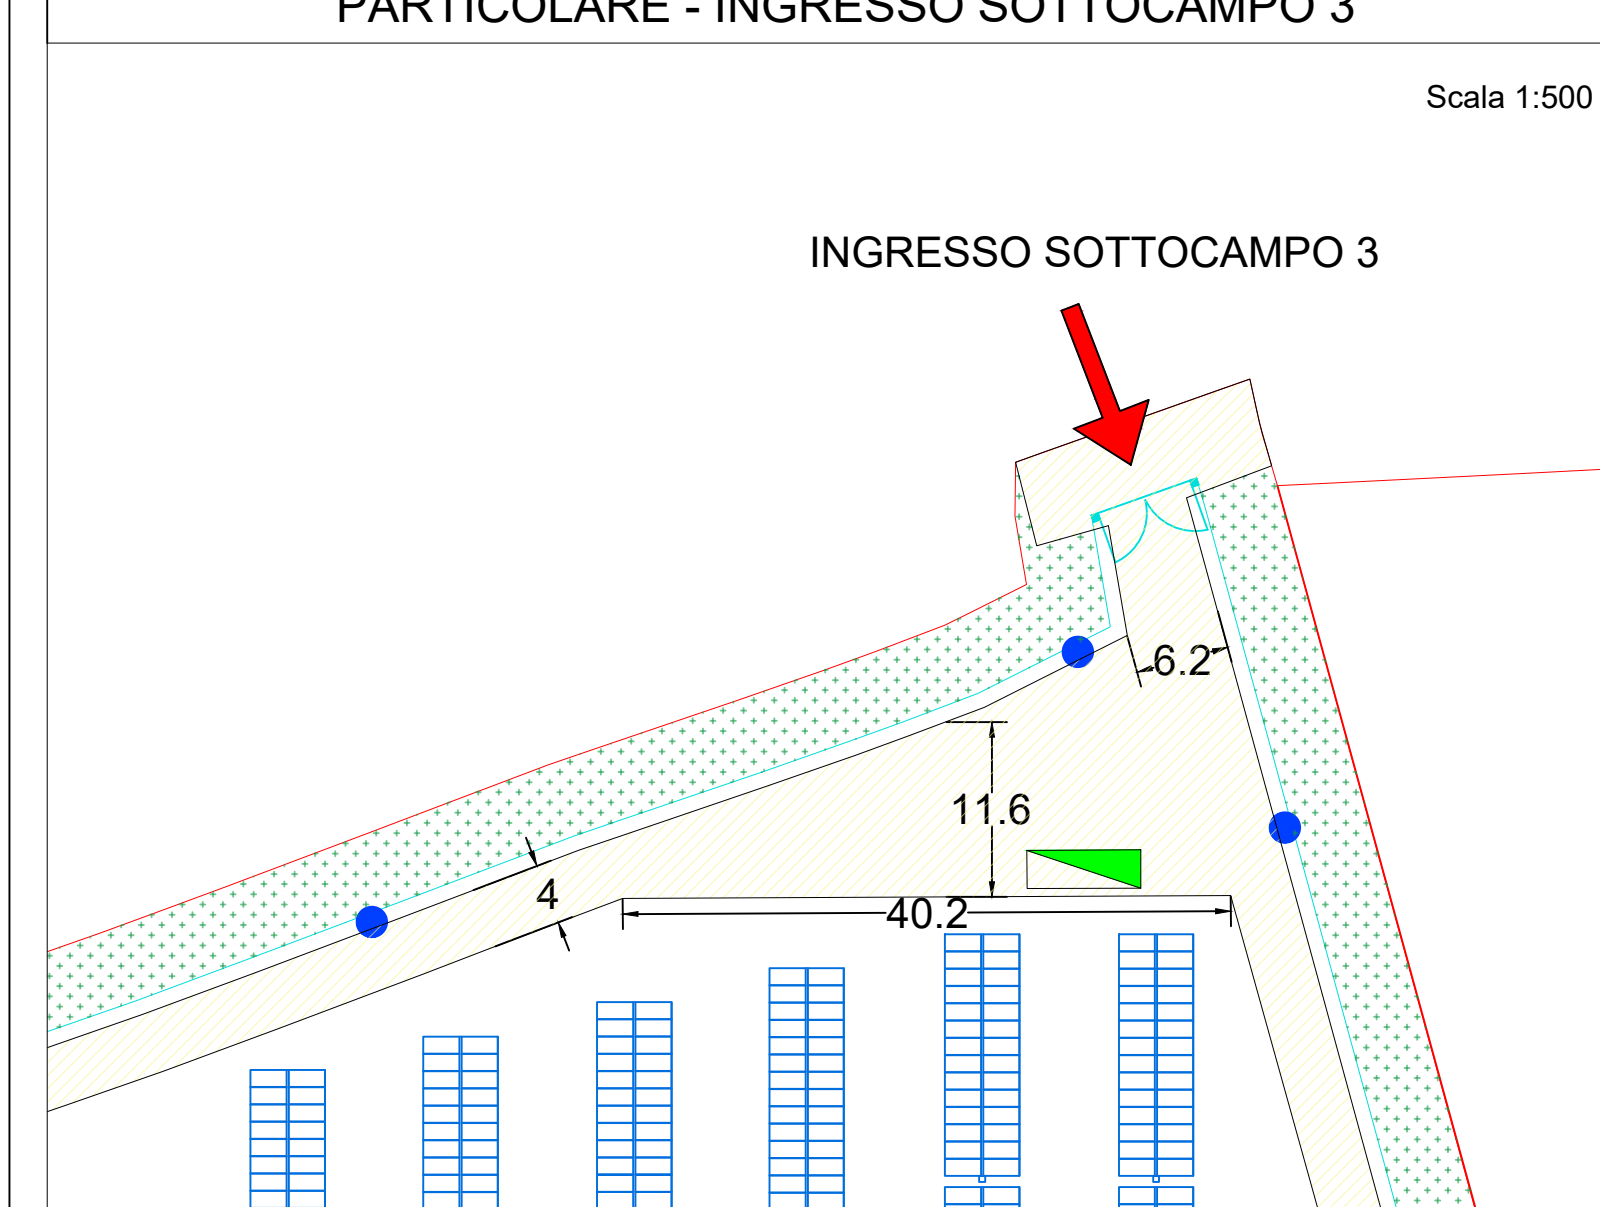 PARTICOLARE - INGRESSO SOTTOCAMPO 3
Scala 1:500
INGRESSO SOTTOCAMPO 3
6.2
11.6
4
40.2